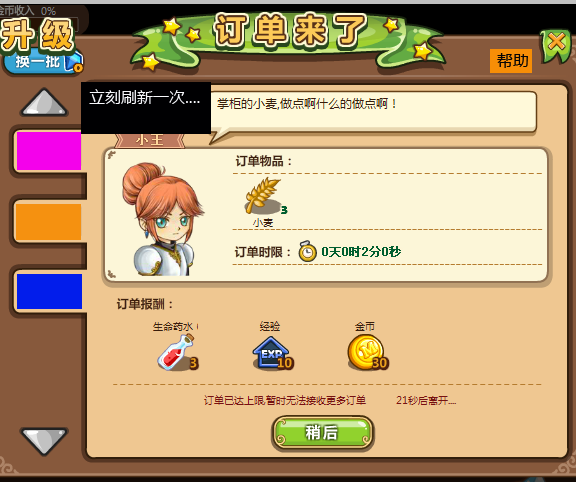 金币收入 0%
升级
订单来了
换一批
0
帮助
立刻刷新一次....
掌柜的小麦,做点啊什么的做点啊！
小王
订单物品：
3
小麦
订单时限： 0天0时2分0秒
订单报酬：
生命药水 经验 金币
EXP
3 10 30
订单已达上限,暂时无法接收更多订单 21秒后离开....
稍后